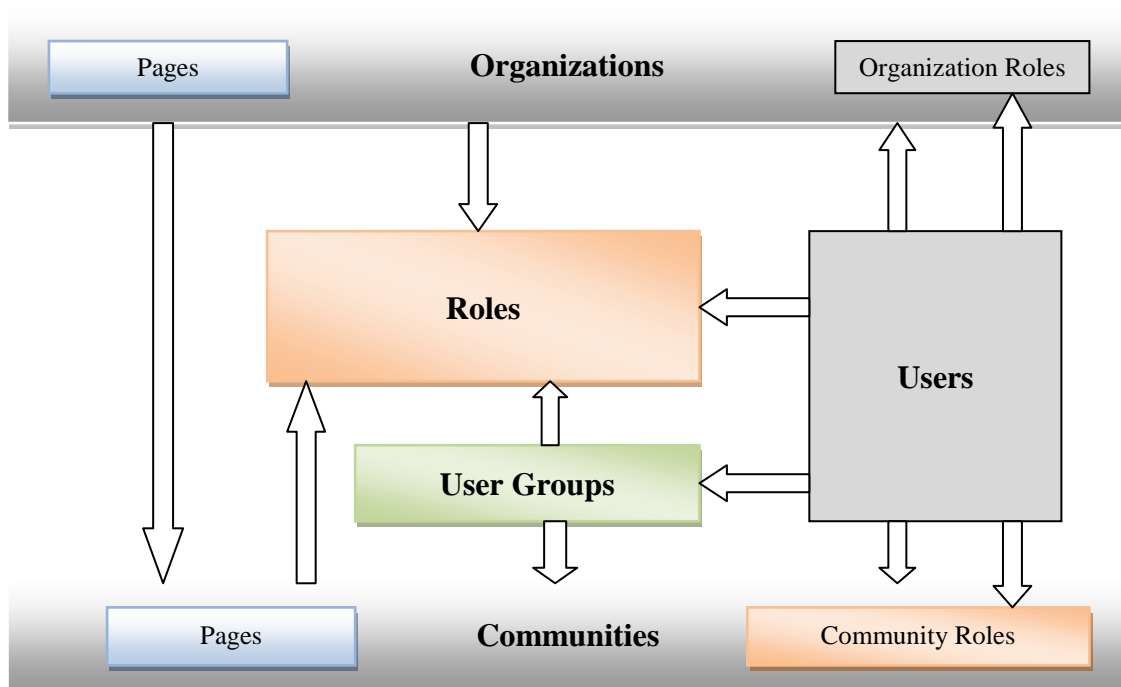 Pages
Organizations
Organization Roles
Roles
Users
User Groups
Pages
Communities
Community Roles